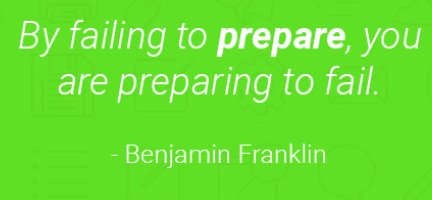 By failing to prepare, you
are preparing to fail.
- Benjamin Franklin